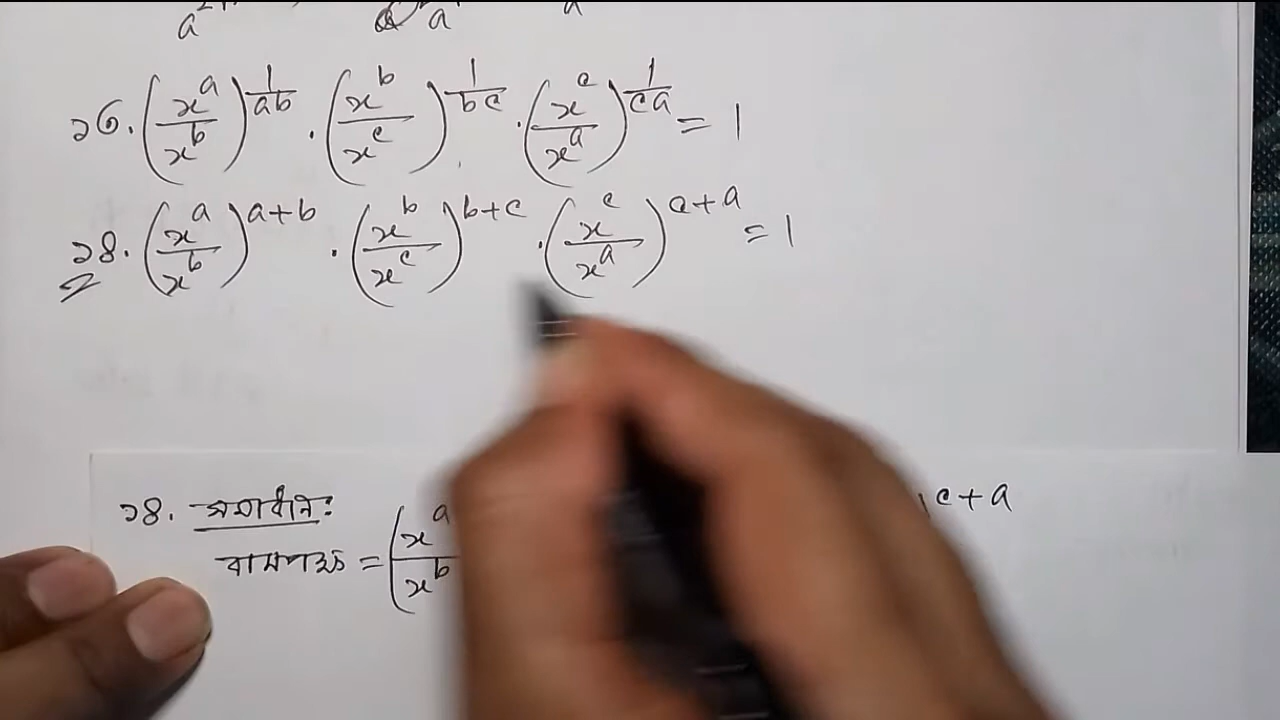 ১৩. (x^a/x^b)^(1/ab) . (x^b/x^c)^(1/bc) . (x^c/x^a)^(1/ca) = 1
১৪. (x^a/x^b)^(a+b) . (x^b/x^c)^(b+c) . (x^c/x^a)^(c+a) = 1
১৪. সমাধান:
বামপক্ষ = (x^a/x^b c+a